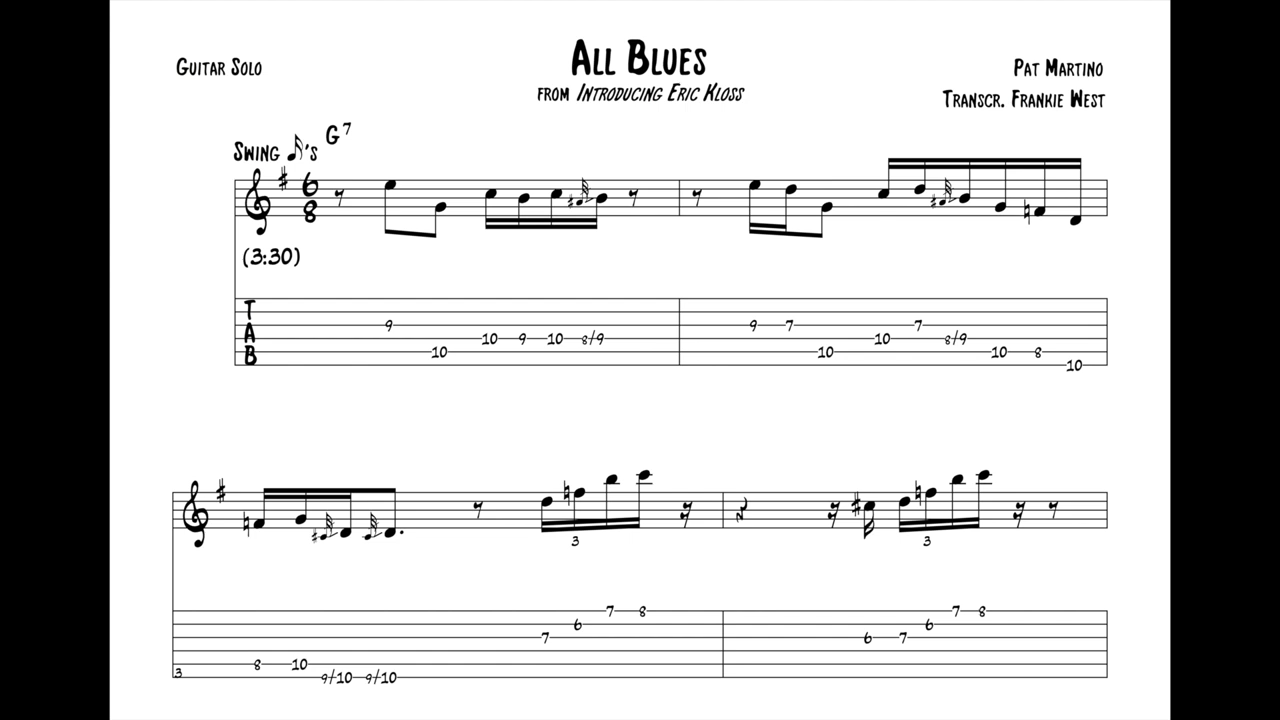 Guitar Solo
All Blues
Pat Martino
from Introducing Eric Kloss
Transcr. Frankie West
Swing 's
G7
6
8
(3:30)
T
A
B
9 10 10 9 10 8/9 9 7 10 10 7 8/9 10 8 10
3 3
3
8 10 9/10 9/10 7 6 7 8 6 7 6 7 8